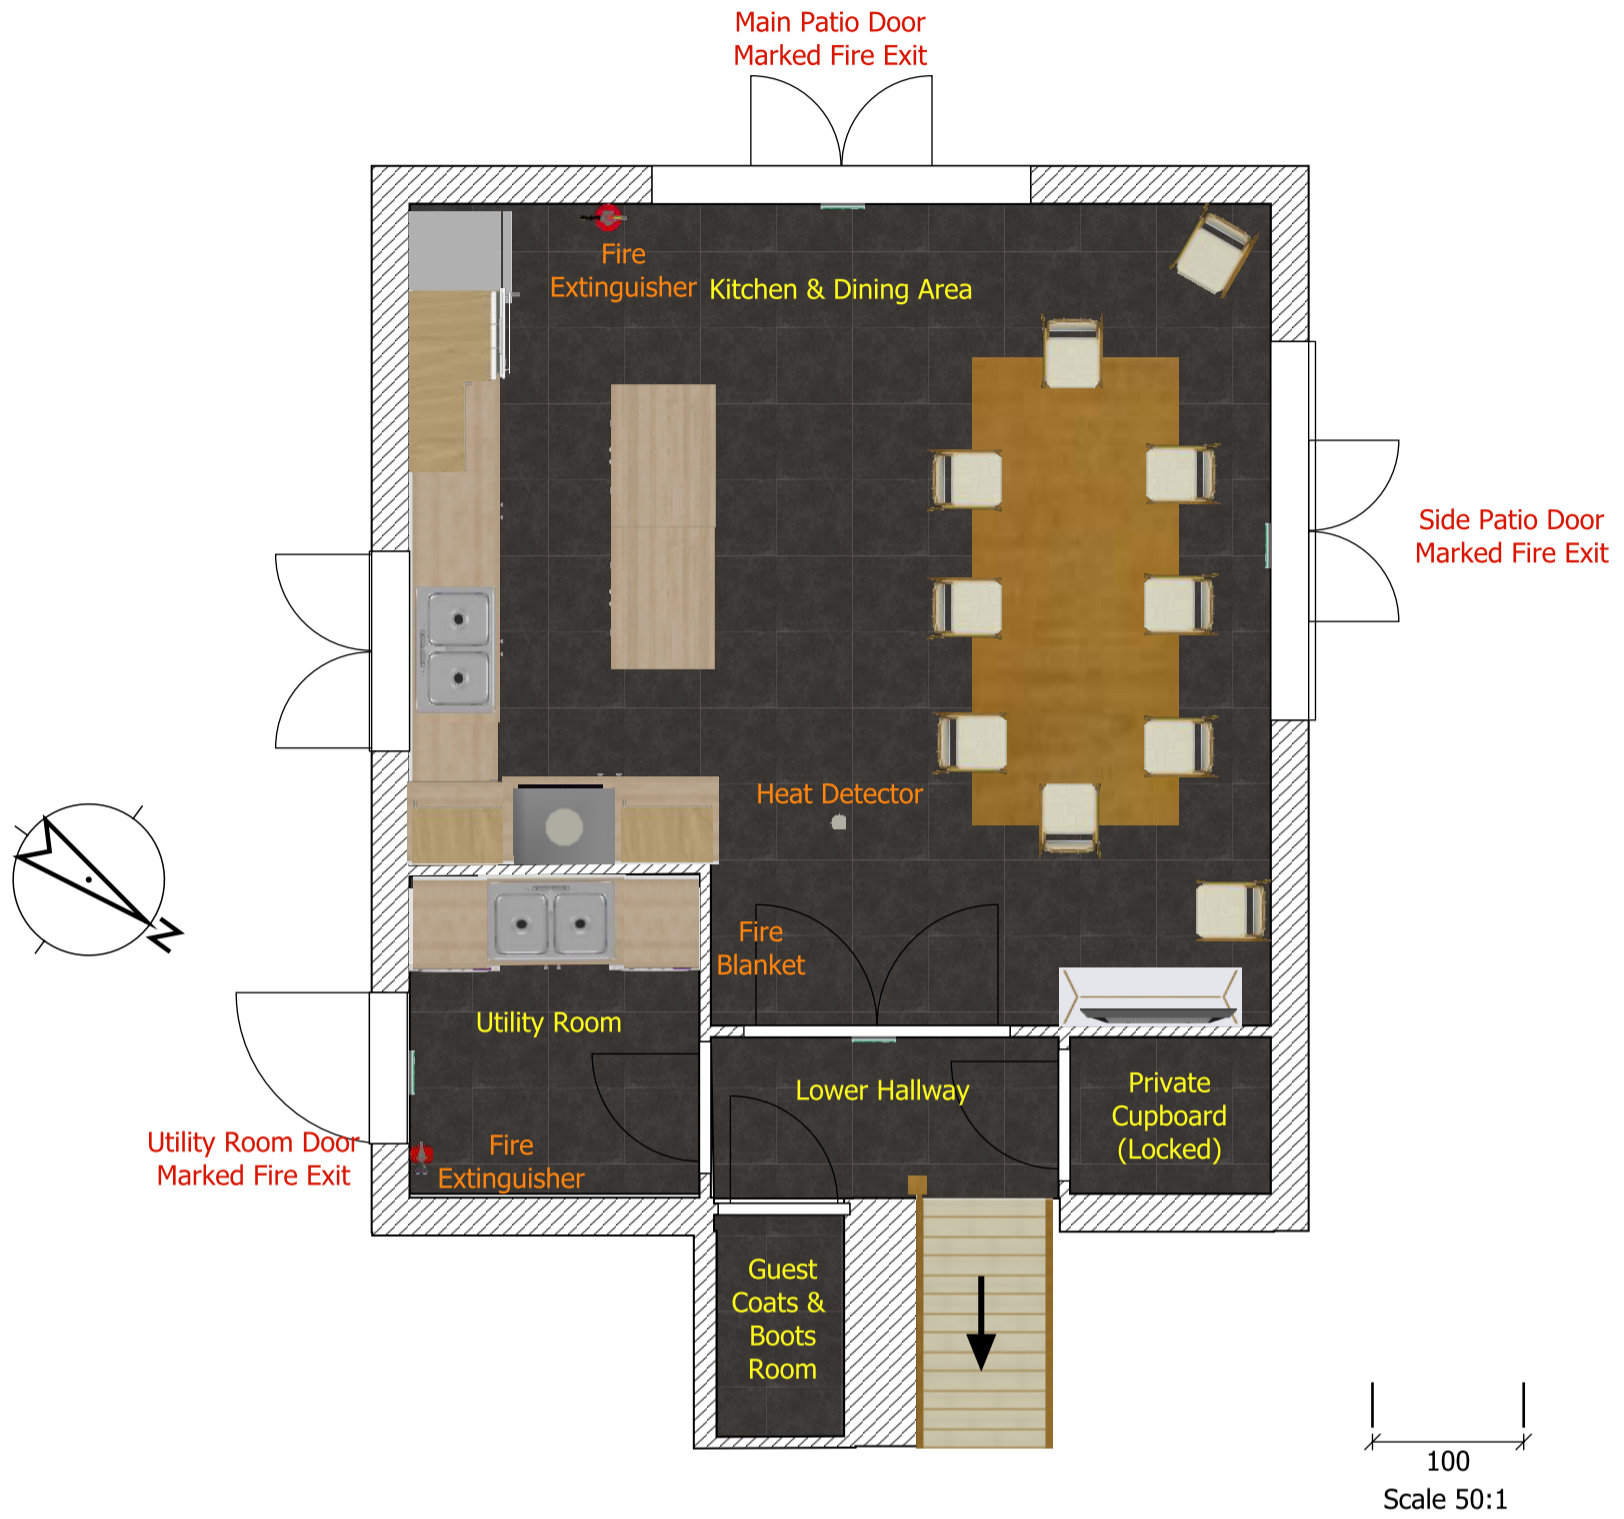 Main Patio Door
Marked Fire Exit
Fire
Extinguisher
Kitchen & Dining Area
Side Patio Door
Marked Fire Exit
Heat Detector
N
Fire
Blanket
Utility Room
Lower Hallway
Private
Cupboard
(Locked)
Utility Room Door
Marked Fire Exit
Fire
Extinguisher
Guest
Coats &
Boots
Room
100
Scale 50:1